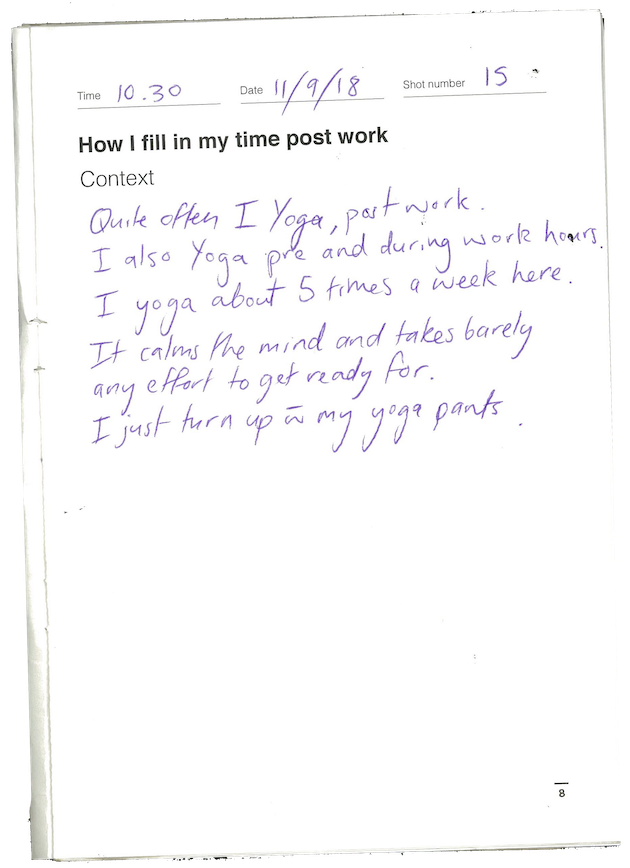 Time 10.30 Date 11/9/18 Shot number 15
How I fill in my time post work
Context
Quite often I Yoga, post work.
I also Yoga pre and during work hours.
I yoga about 5 times a week here.
It calms the mind and takes barely
any effort to get ready for.
I just turn up w̄ my yoga pants.
8